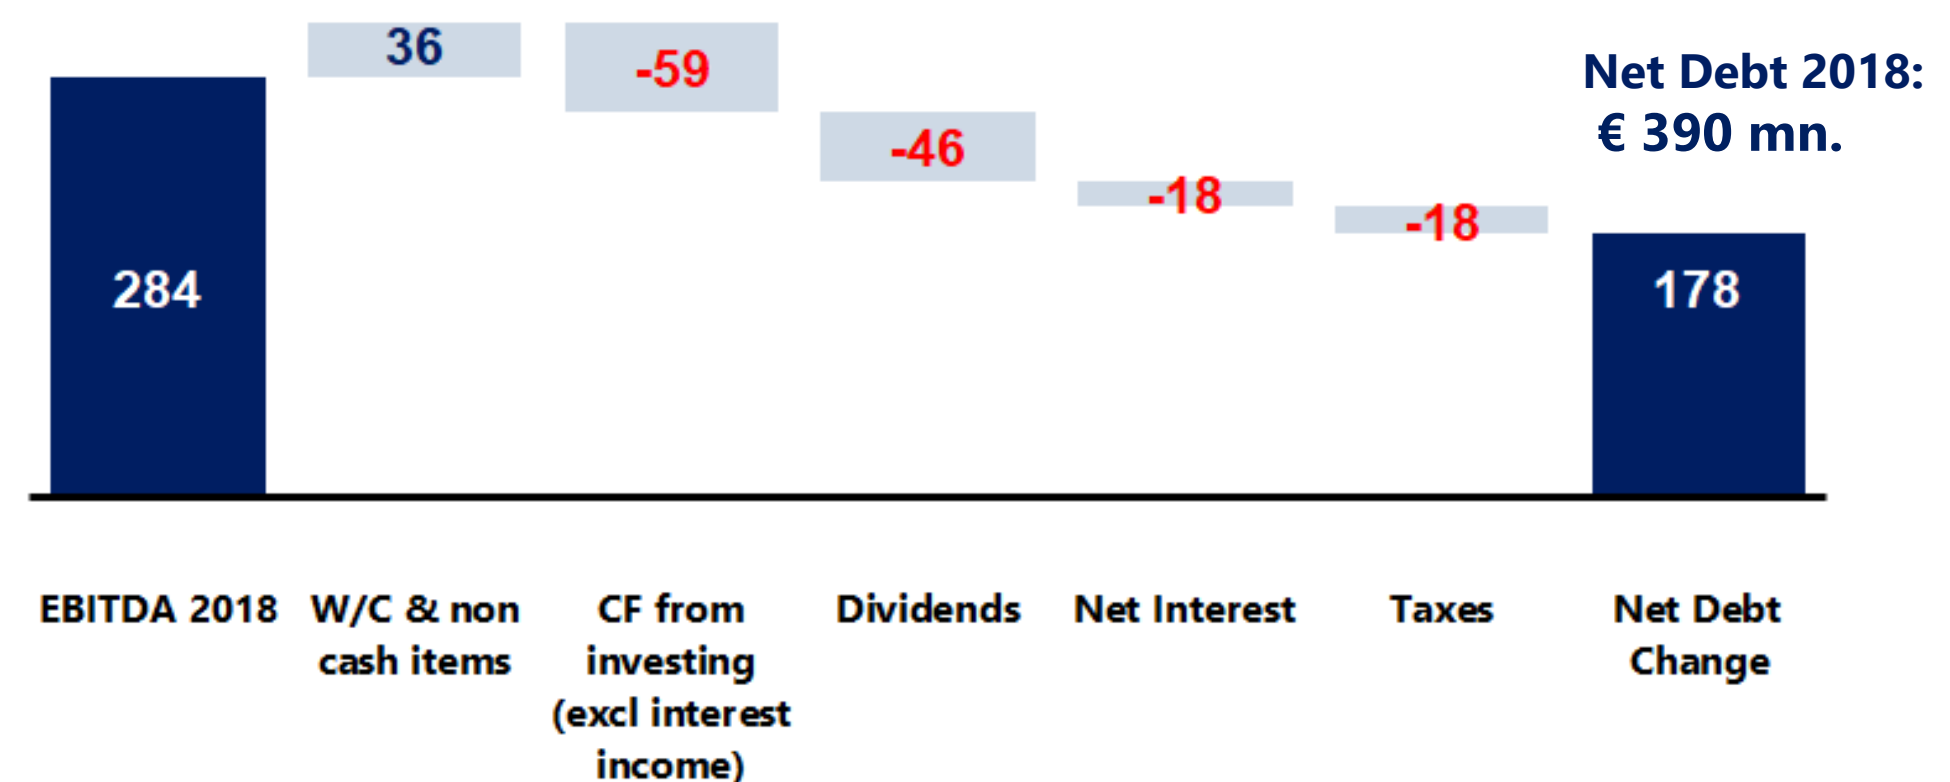 36
-59
Net Debt 2018:
€ 390 mn.
-46
-18
-18
284
178
EBITDA 2018
W/C & non
cash items
CF from
investing
(excl interest
income)
Dividends
Net Interest
Taxes
Net Debt
Change